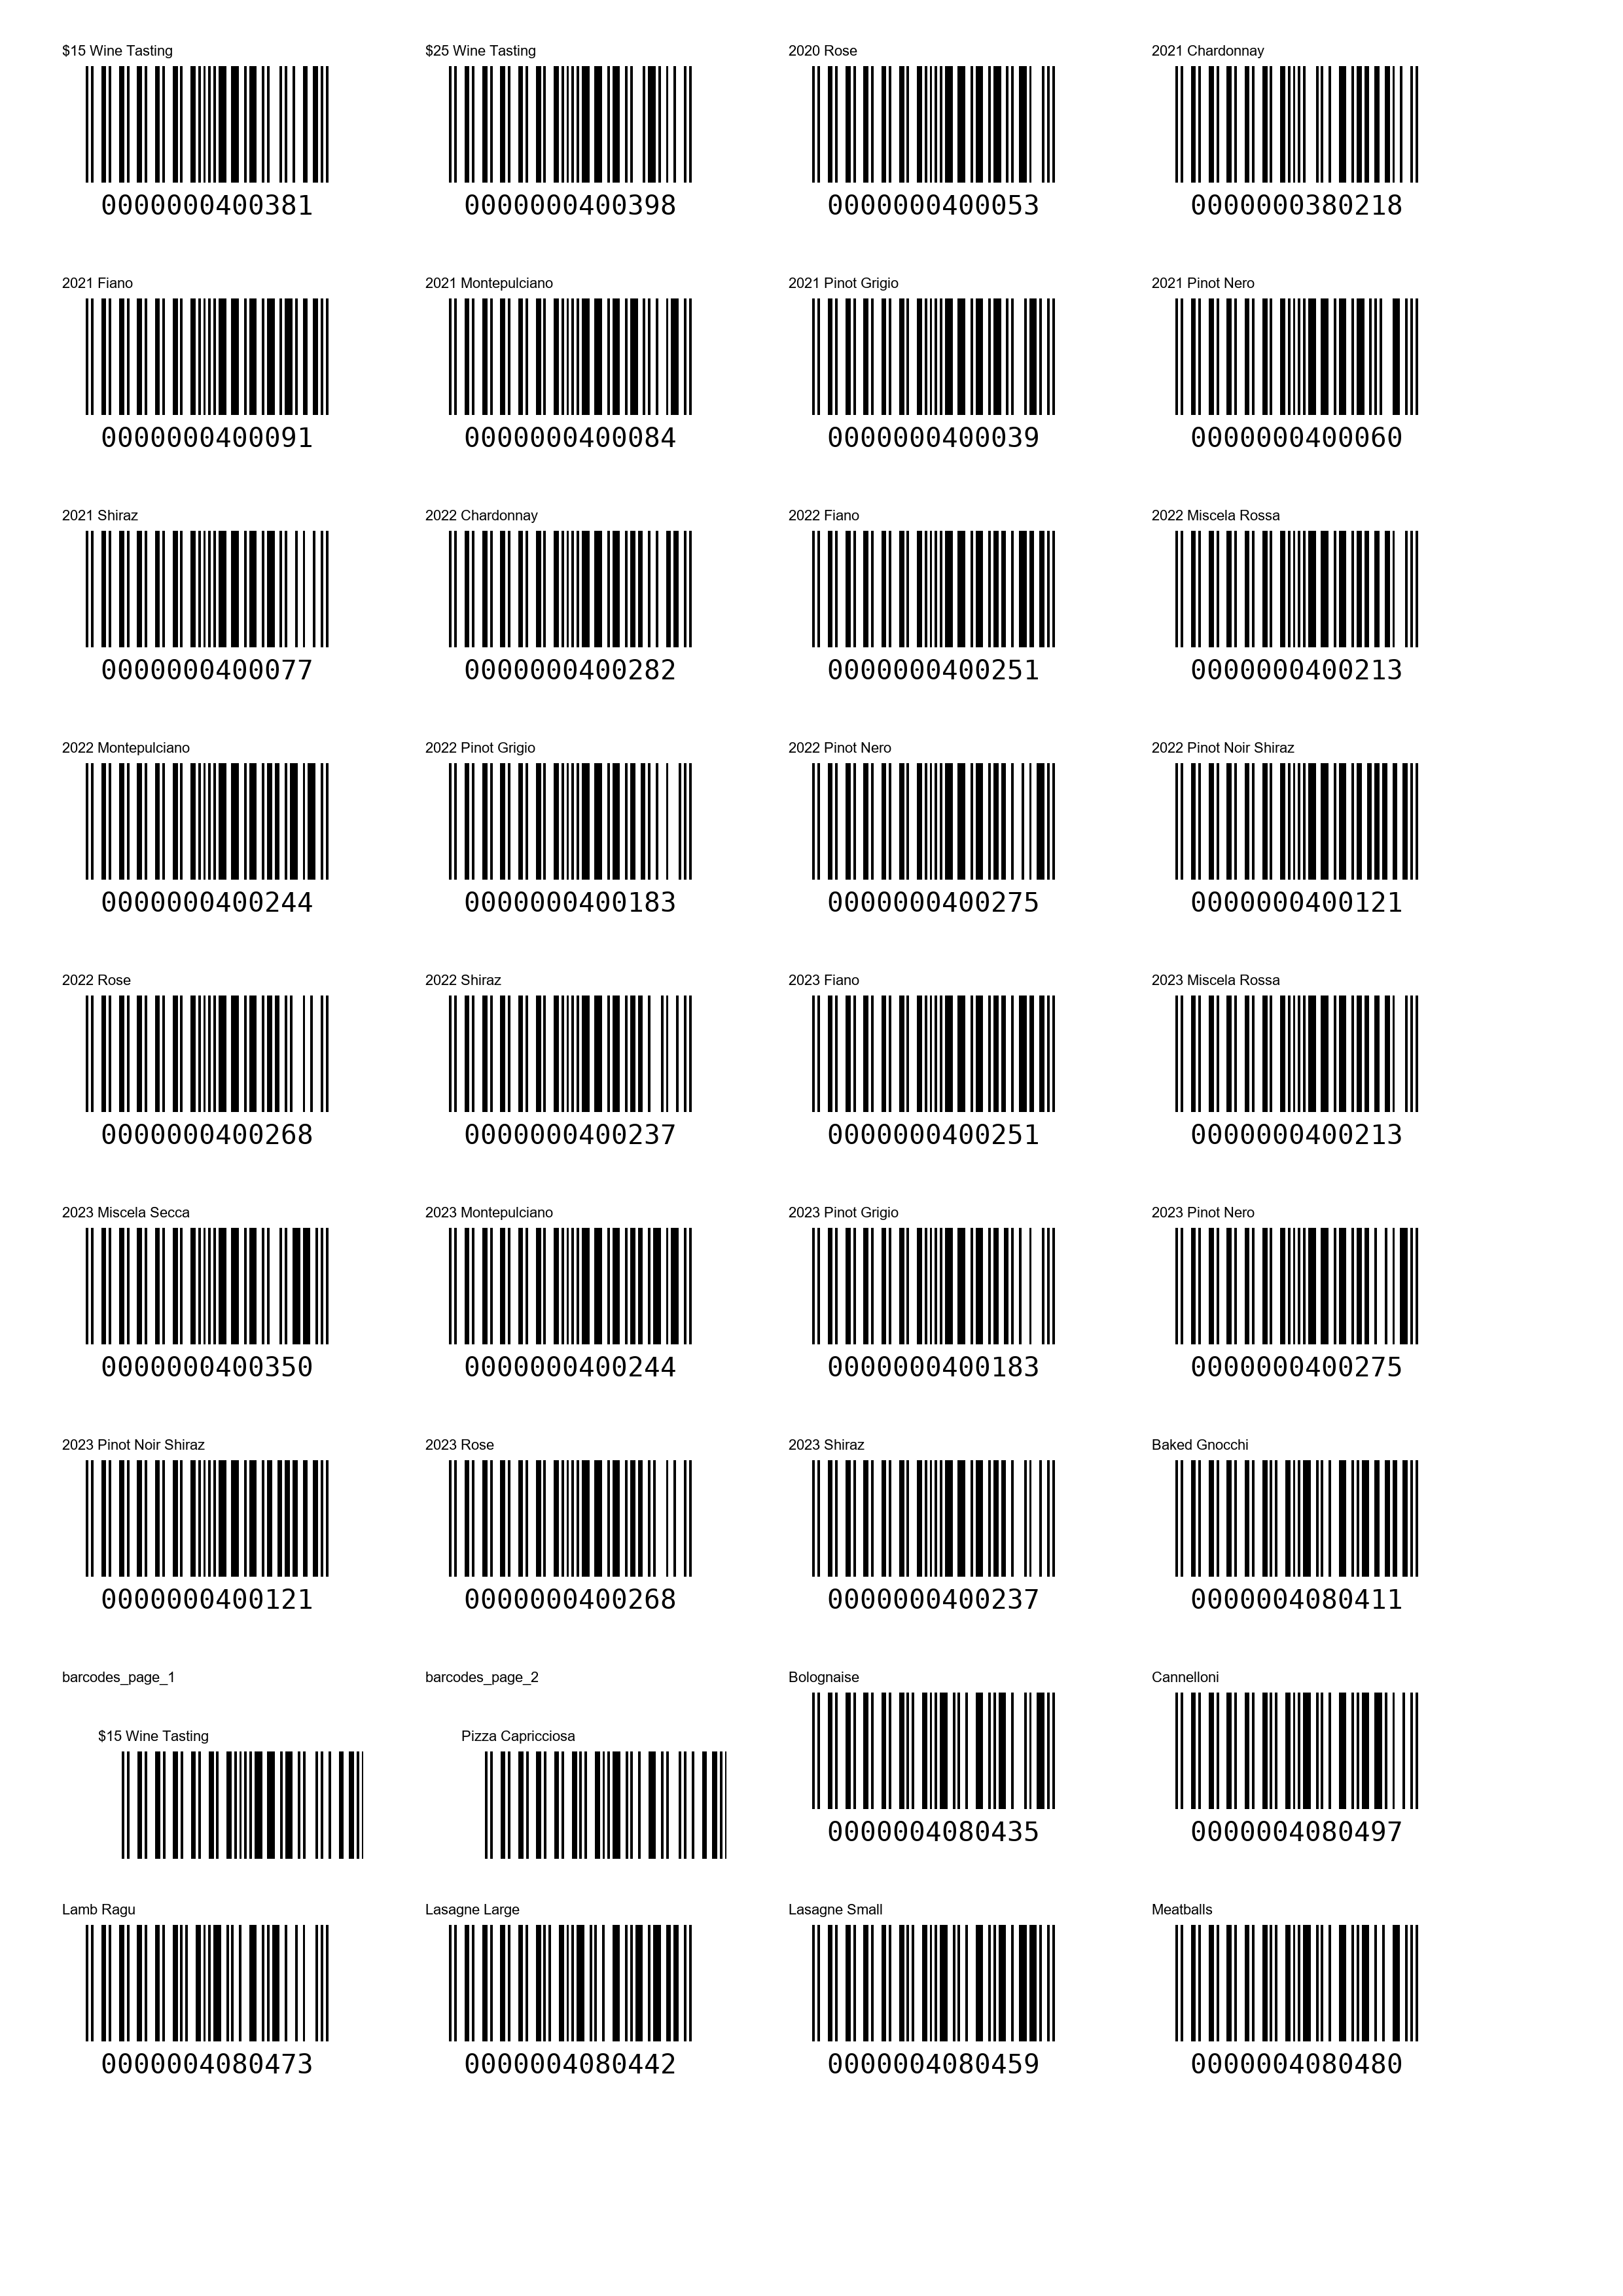 $15 Wine Tasting
$25 Wine Tasting
2020 Rose
2021 Chardonnay
0000000400381
0000000400398
0000000400053
0000000380218
2021 Fiano
2021 Montepulciano
2021 Pinot Grigio
2021 Pinot Nero
0000000400091
0000000400084
0000000400039
0000000400060
2021 Shiraz
2022 Chardonnay
2022 Fiano
2022 Miscela Rossa
0000000400077
0000000400282
0000000400251
0000000400213
2022 Montepulciano
2022 Pinot Grigio
2022 Pinot Nero
2022 Pinot Noir Shiraz
0000000400244
0000000400183
0000000400275
0000000400121
2022 Rose
2022 Shiraz
2023 Fiano
2023 Miscela Rossa
0000000400268
0000000400237
0000000400251
0000000400213
2023 Miscela Secca
2023 Montepulciano
2023 Pinot Grigio
2023 Pinot Nero
0000000400350
0000000400244
0000000400183
0000000400275
2023 Pinot Noir Shiraz
2023 Rose
2023 Shiraz
Baked Gnocchi
0000000400121
0000000400268
0000000400237
0000004080411
barcodes_page_1
barcodes_page_2
Bolognaise
Cannelloni
$15 Wine Tasting
Pizza Capricciosa
0000004080435
0000004080497
Lamb Ragu
Lasagne Large
Lasagne Small
Meatballs
0000004080473
0000004080442
0000004080459
0000004080480